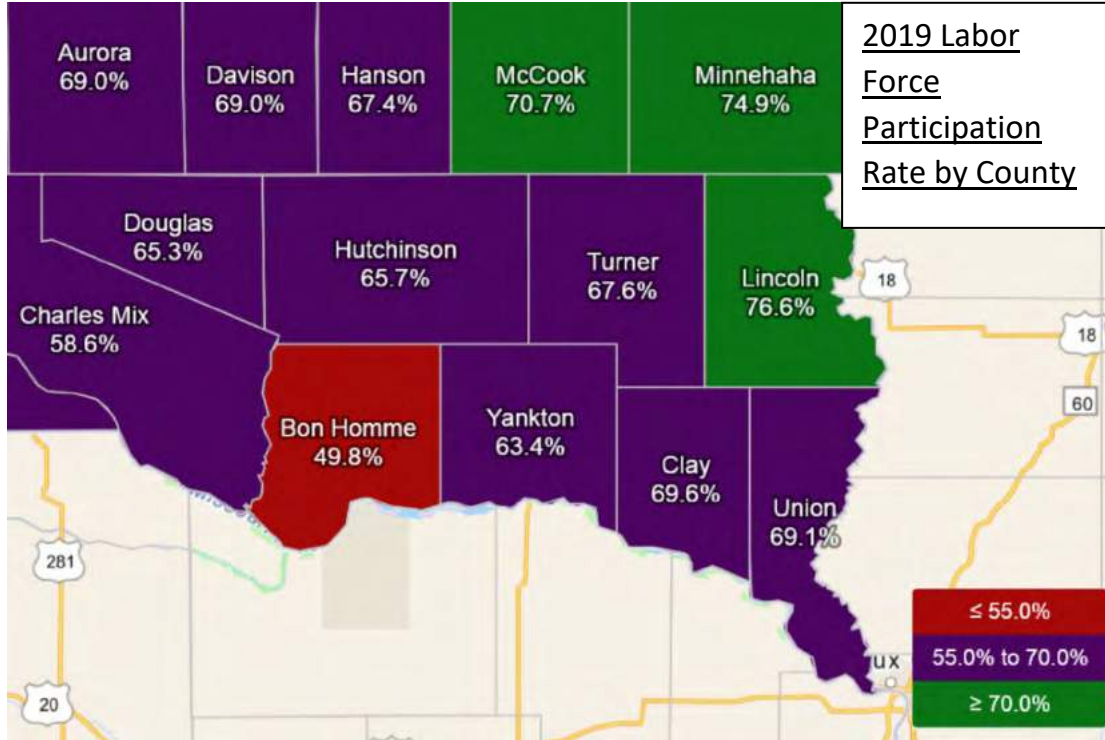 2019 Labor
Force
Participation
Rate by County
Aurora
69.0%
Davison
69.0%
Hanson
67.4%
McCook
70.7%
Minnehaha
74.9%
Douglas
65.3%
Hutchinson
65.7%
Turner
67.6%
Lincoln
76.6%
Charles Mix
58.6%
Bon Homme
49.8%
Yankton
63.4%
Clay
69.6%
Union
69.1%
18
18
60
281
20
ux
≤ 55.0%
55.0% to 70.0%
≥ 70.0%